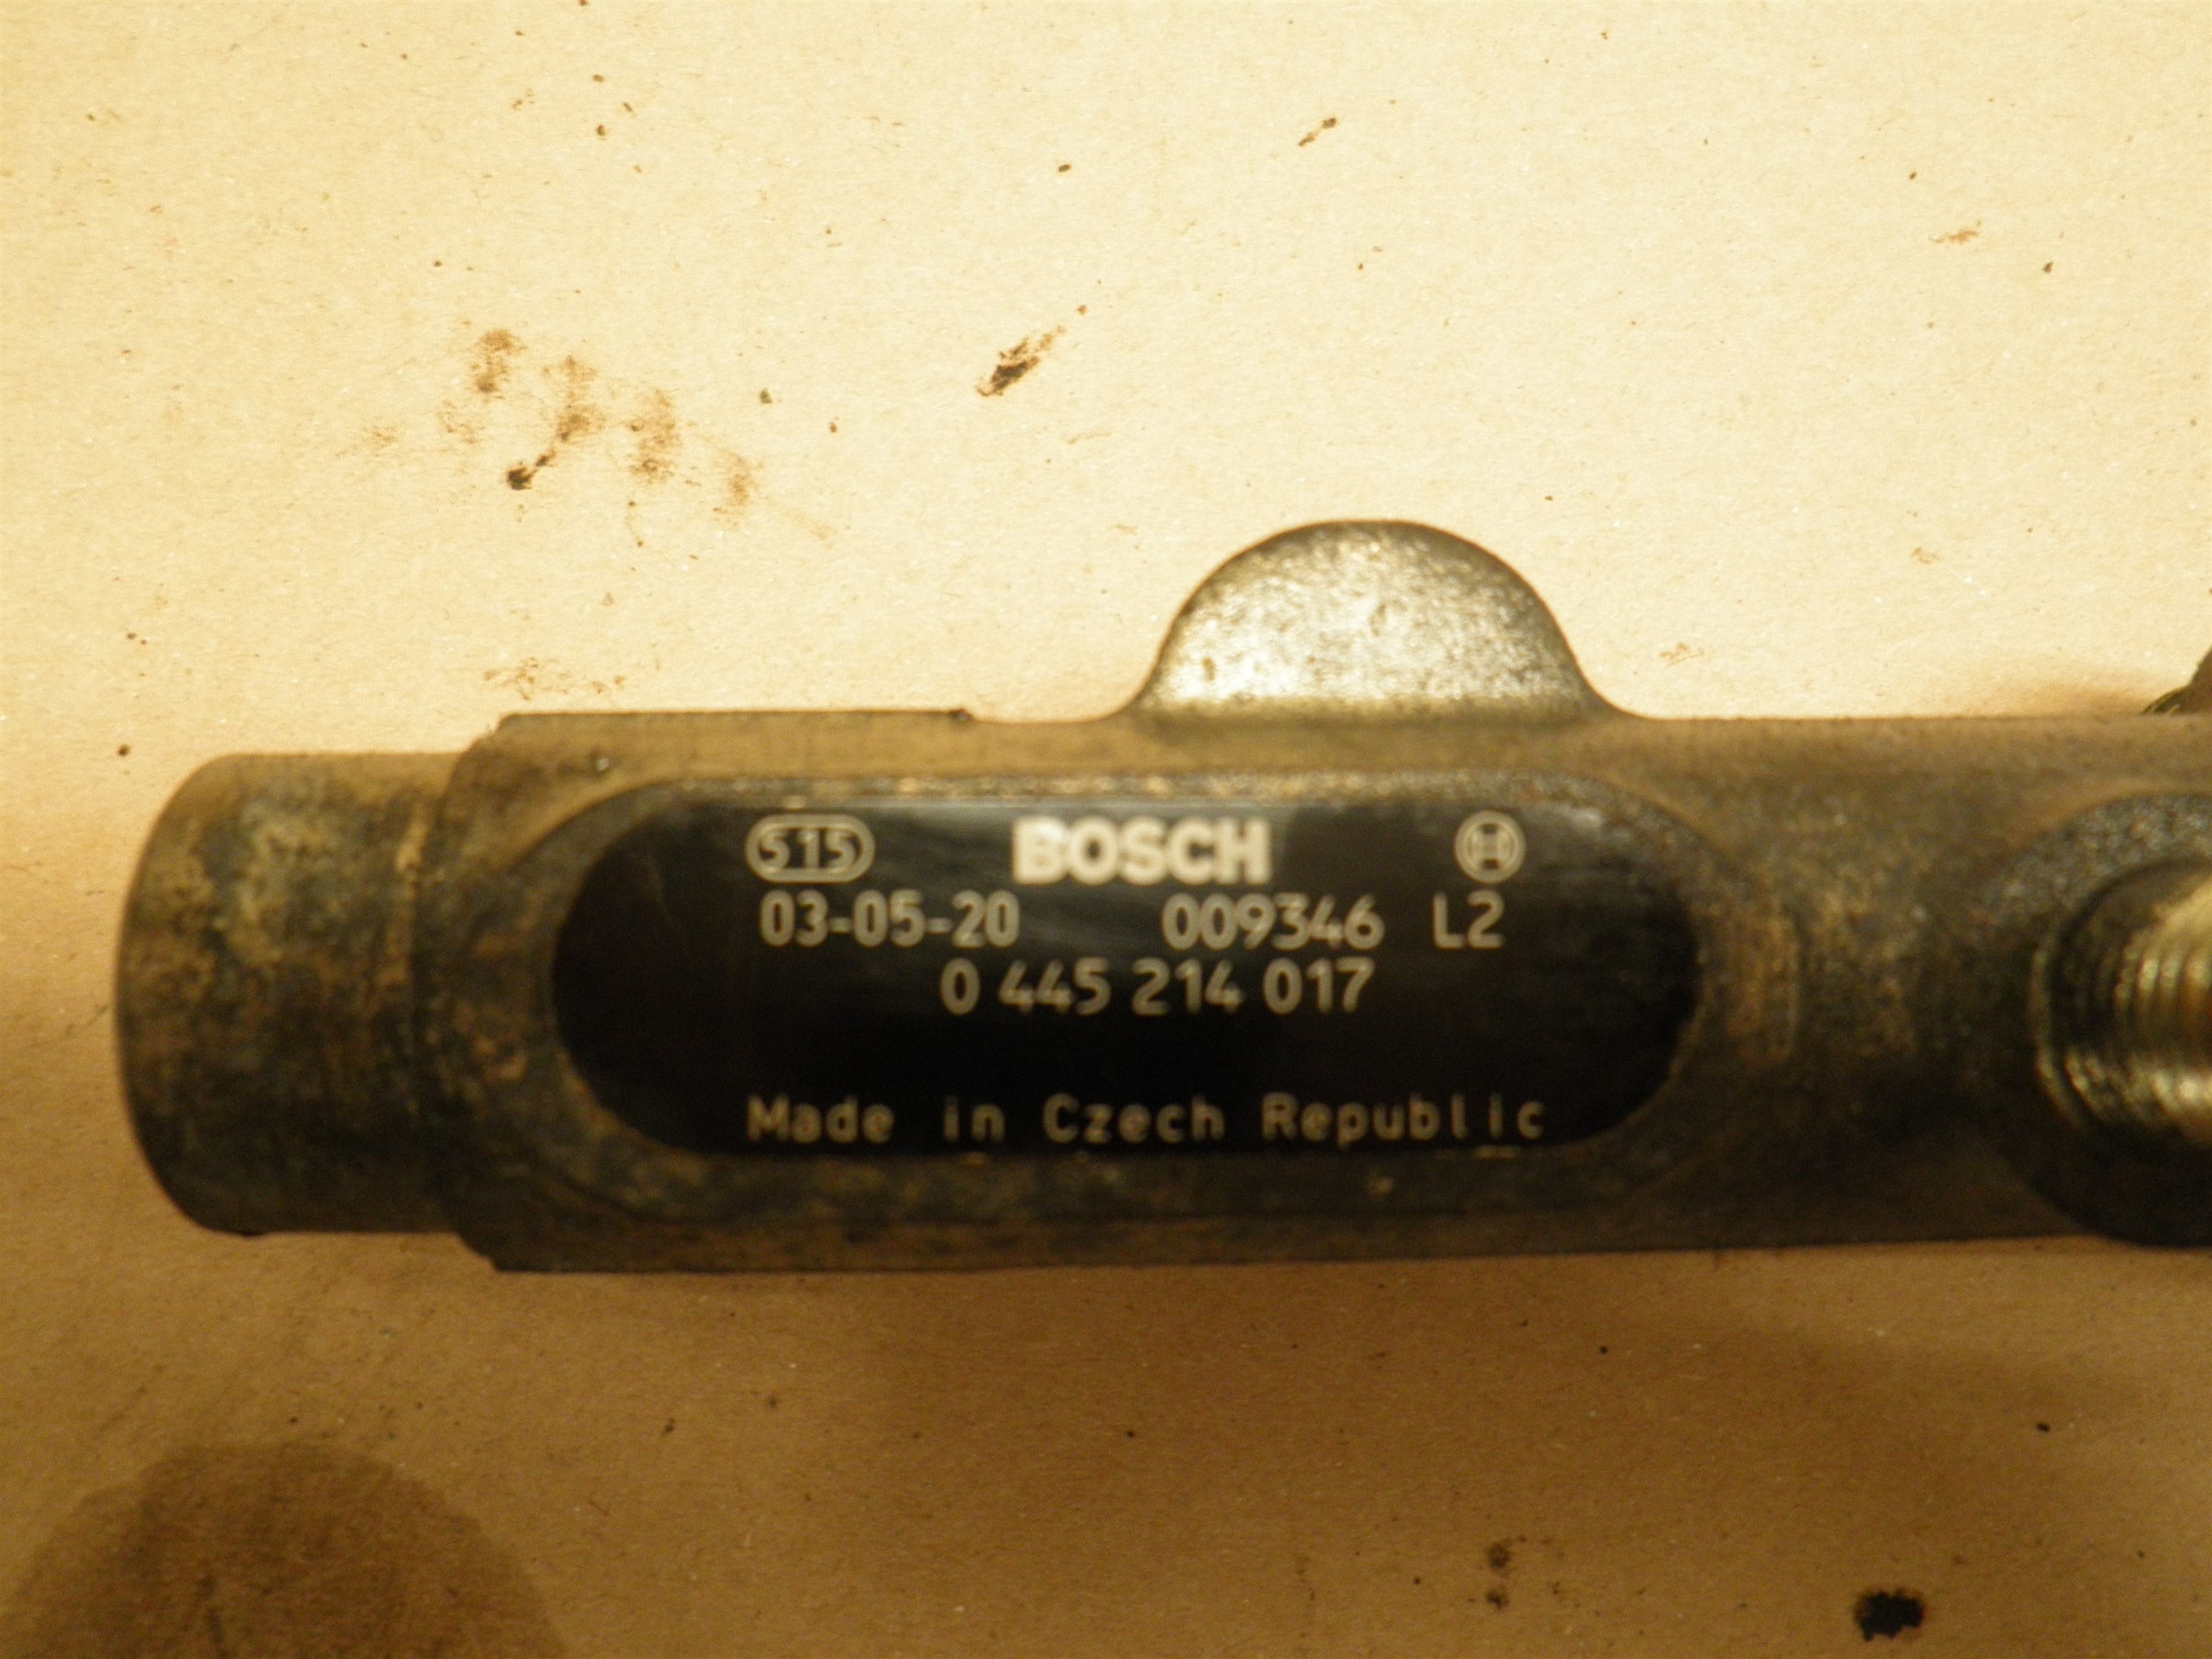 515 BOSCH
03-05-20 009346 L2
0 445 214 017
Made in Czech Republic